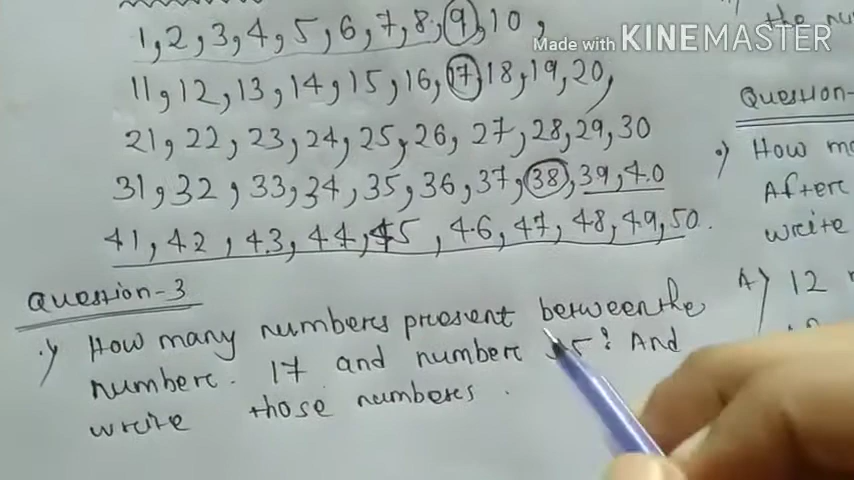 1, 2, 3, 4, 5, 6, 7, 8, 9, 10,
Made with KINEMASTER
the
11, 12, 13, 14, 15, 16, 17, 18, 19, 20,
21, 22, 23, 24, 25, 26, 27, 28, 29, 30
31, 32, 33, 34, 35, 36, 37, 38, 39, 40
41, 42, 43, 44, 45, 46, 47, 48, 49, 50.
Question-
How
After
write
A) 12
Question-3
How many numbers present between the
number. 17 and number ? And
write those numbers.